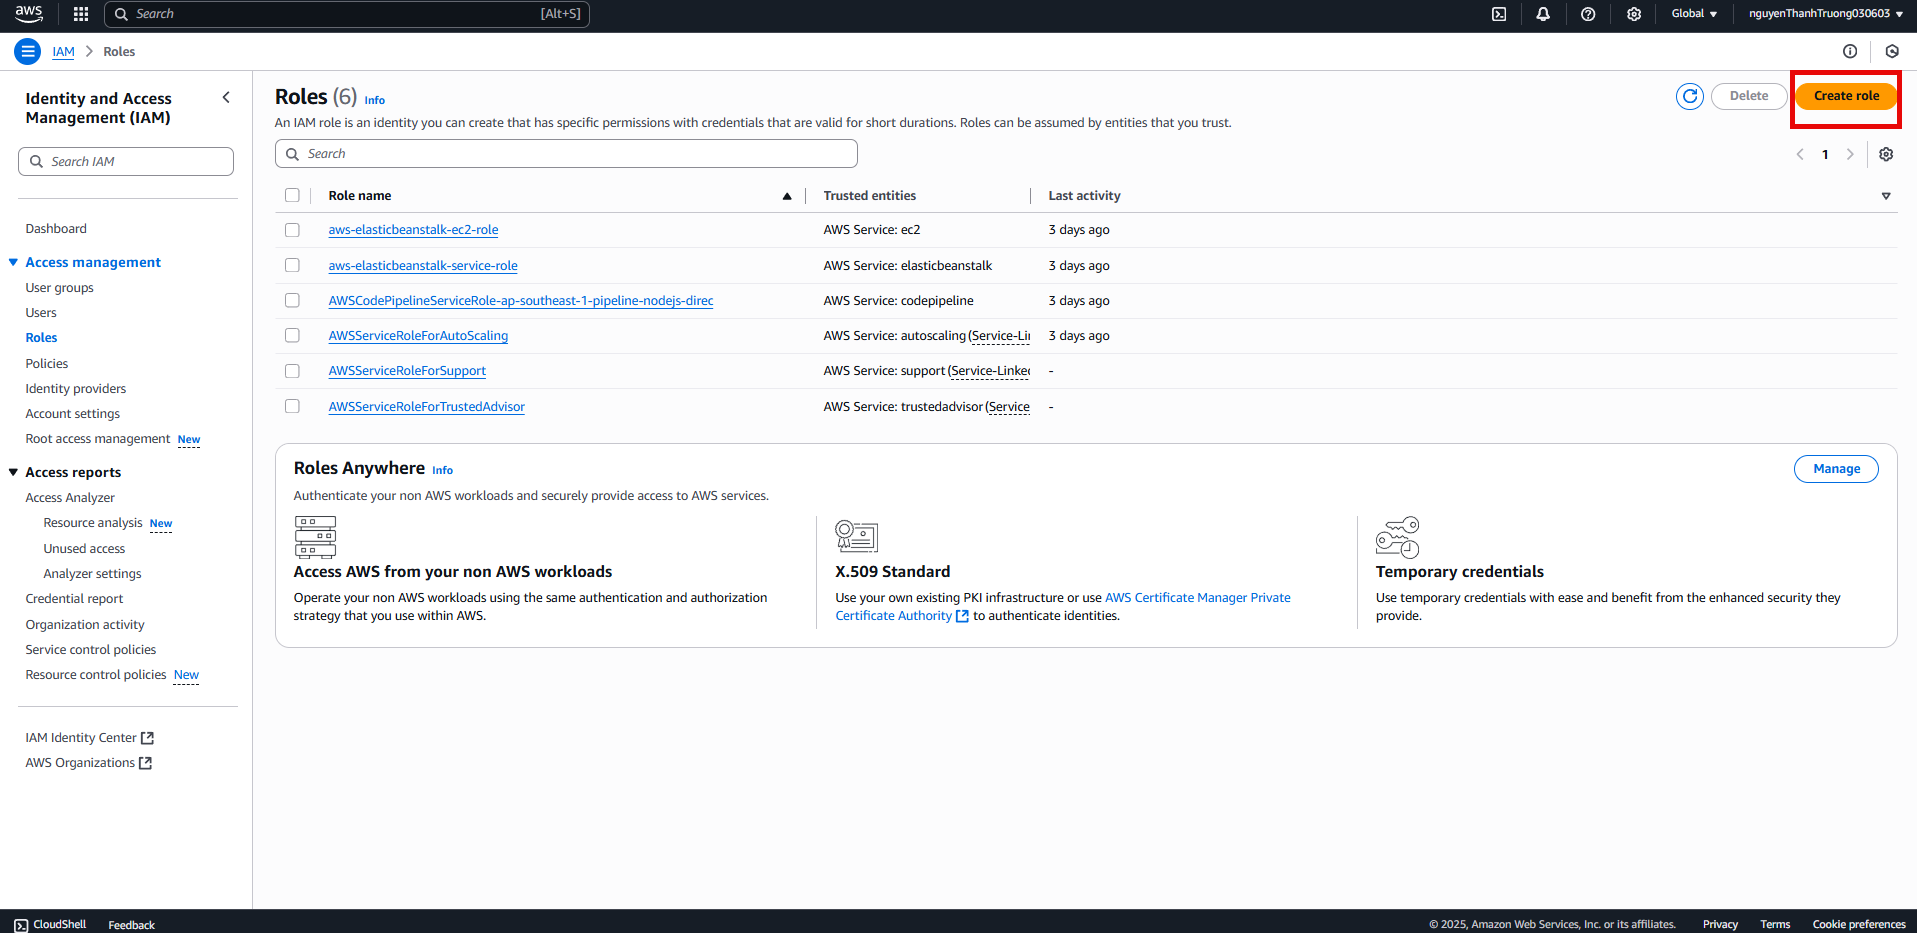 aws
Search [Alt+S]
Global
nguyenThanhTruong030603
IAM > Roles
Identity and Access
Management (IAM)
Search IAM
Dashboard
Access management
User groups
Users
Roles
Policies
Identity providers
Account settings
Root access management New
Access reports
Access Analyzer
Resource analysis New
Unused access
Analyzer settings
Credential report
Organization activity
Service control policies
Resource control policies New
IAM Identity Center
AWS Organizations
Roles (6) Info
Delete
Create role
An IAM role is an identity you can create that has specific permissions with credentials that are valid for short durations. Roles can be assumed by entities that you trust.
Search
1
Role name Trusted entities Last activity
aws-elasticbeanstalk-ec2-role AWS Service: ec2 3 days ago
aws-elasticbeanstalk-service-role AWS Service: elasticbeanstalk 3 days ago
AWSCodePipelineServiceRole-ap-southeast-1-pipeline-nodejs-direc AWS Service: codepipeline 3 days ago
AWSServiceRoleForAutoScaling AWS Service: autoscaling (Service-Li 3 days ago
AWSServiceRoleForSupport AWS Service: support (Service-Linked -
AWSServiceRoleForTrustedAdvisor AWS Service: trustedadvisor (Service -
Roles Anywhere Info
Manage
Authenticate your non AWS workloads and securely provide access to AWS services.
Access AWS from your non AWS workloads
Operate your non AWS workloads using the same authentication and authorization
strategy that you use within AWS.
X.509 Standard
Use your own existing PKI infrastructure or use AWS Certificate Manager Private
Certificate Authority to authenticate identities.
Temporary credentials
Use temporary credentials with ease and benefit from the enhanced security they
provide.
CloudShell Feedback
© 2025, Amazon Web Services, Inc. or its affiliates. Privacy Terms Cookie preferences